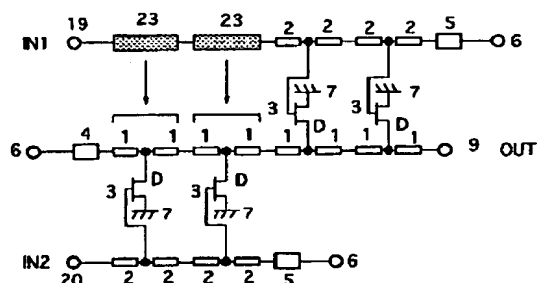 19 23 23 2 2 2 2 5
IN1 6
7 7
3 3
D D
4 1 1 1 1 1 1 1 1
6 9 OUT
D D
3 3
7 7
IN2 6
20 2 2 2 2 5